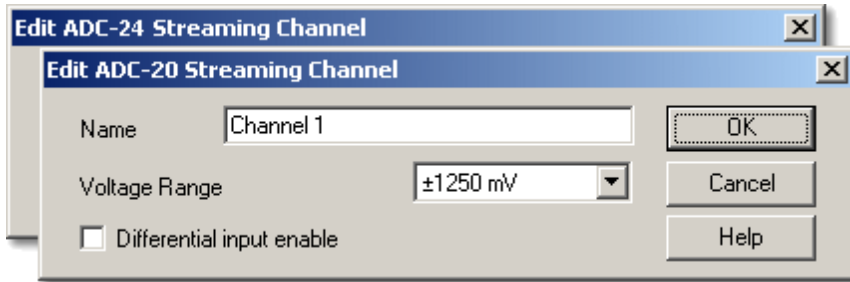 Edit ADC-24 Streaming Channel
Edit ADC-20 Streaming Channel
Name
Channel 1
OK
Voltage Range
±1250 mV
Cancel
Differential input enable
Help